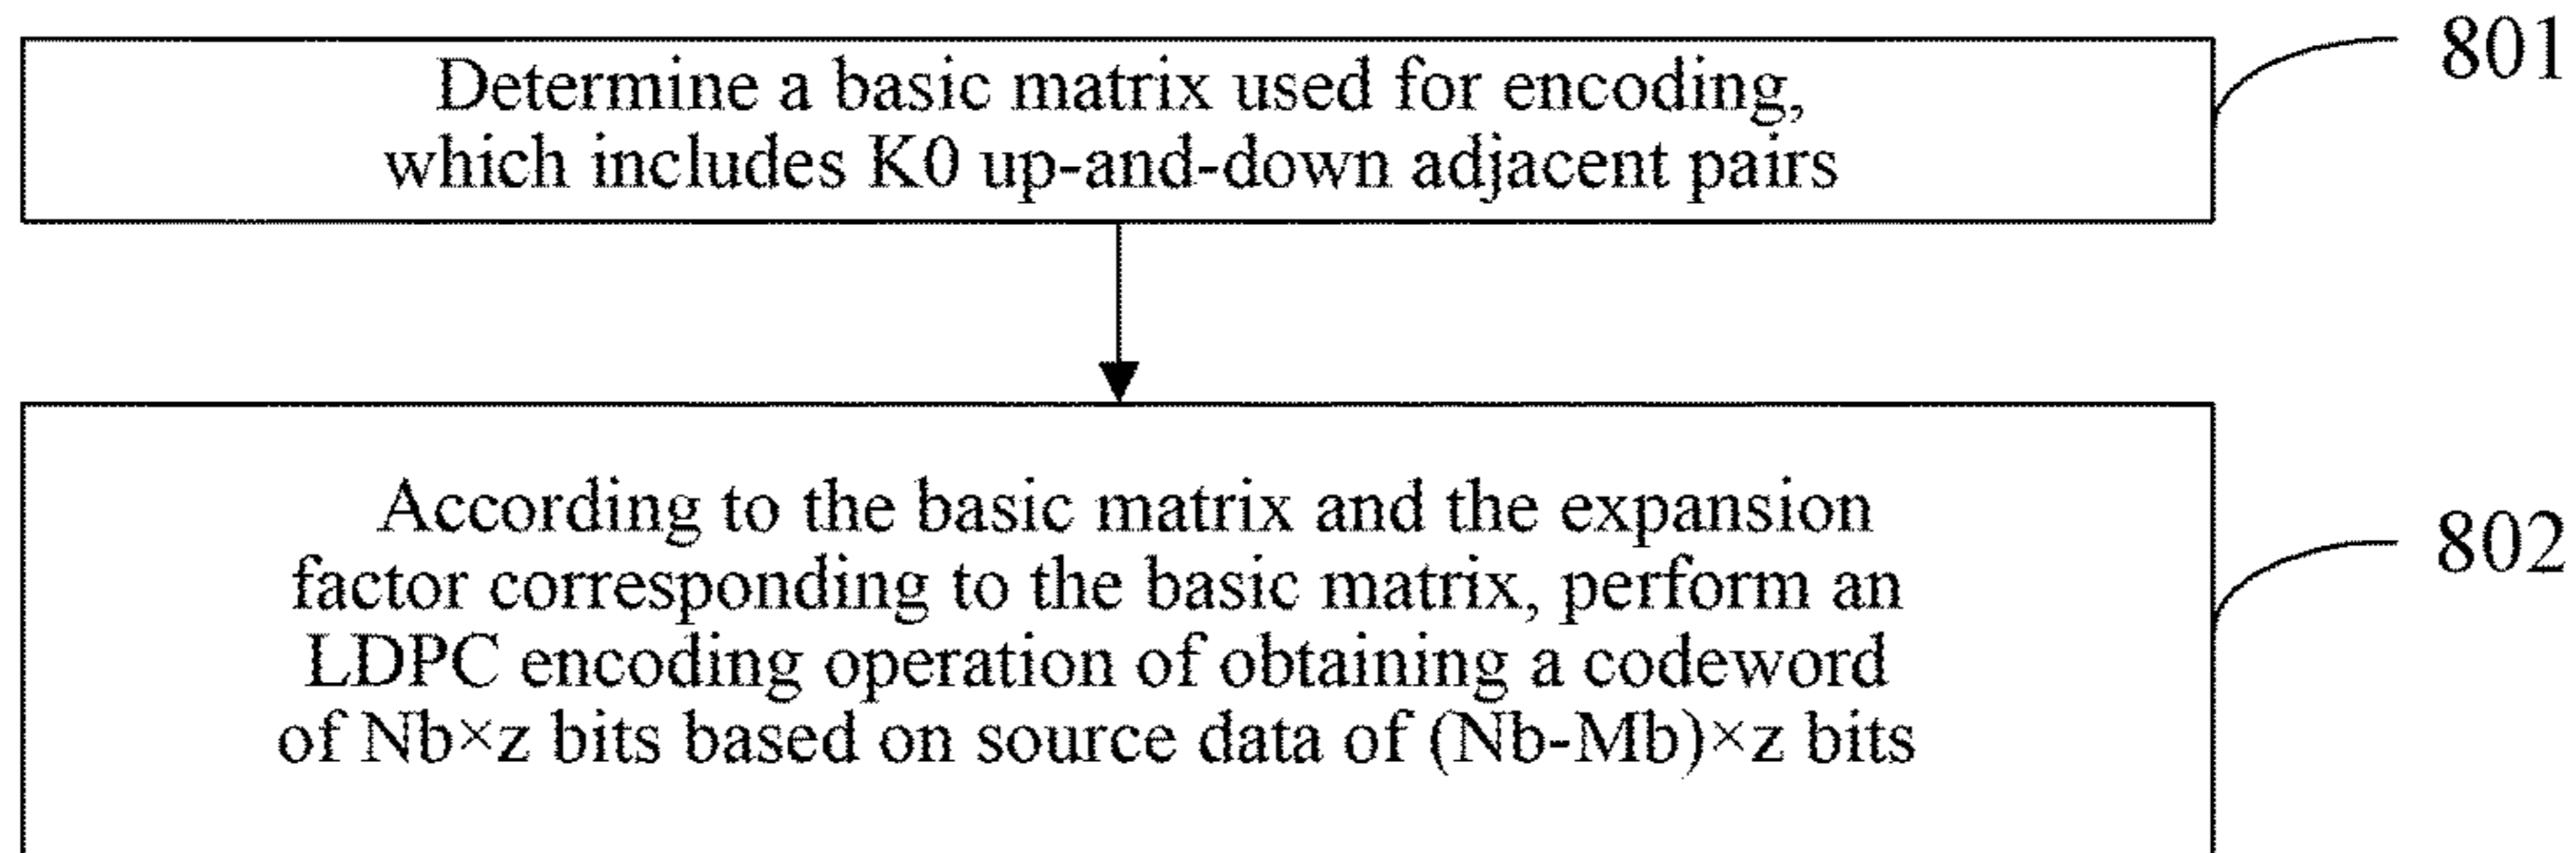 Determine a basic matrix used for encoding,
which includes K0 up-and-down adjacent pairs
801
According to the basic matrix and the expansion
factor corresponding to the basic matrix, perform an
LDPC encoding operation of obtaining a codeword
of Nb×z bits based on source data of (Nb-Mb)×z bits
802